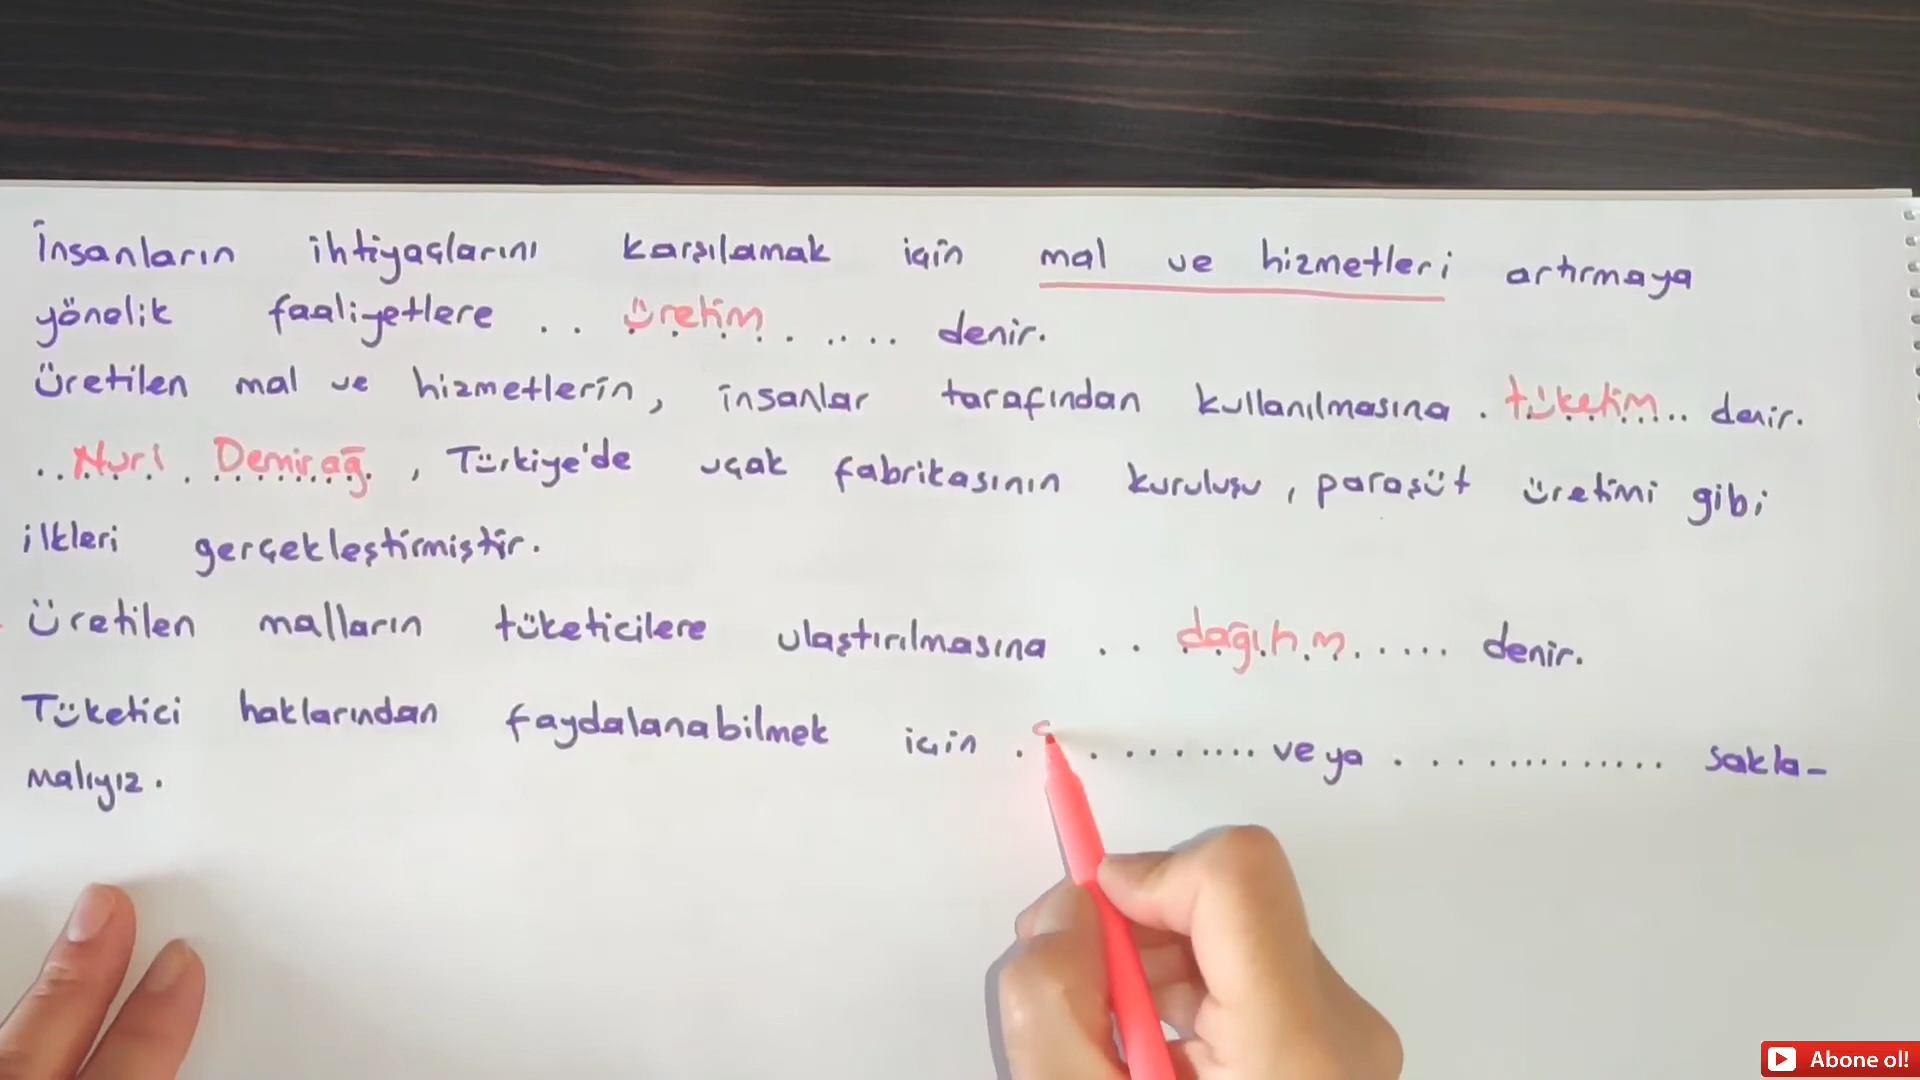 İnsanların ihtiyaçlarını karşılamak için mal ve hizmetleri artırmaya
yönelik faaliyetlere .. üretim ..... denir.
Üretilen mal ve hizmetlerin, insanlar tarafından kullanılmasına . tüketim .. denir.
.. Nuri . Demirağ , Türkiye'de uçak fabrikasının kuruluşu, paraşüt üretimi gibi
ilkleri gerçekleştirmiştir.
Üretilen malların tüketicilere ulaştırılmasına .. dağıtım ..... denir.
Tüketici haklarından faydalanabilmek için ........... veya ............. sakla-
malıyız.
Abone ol!